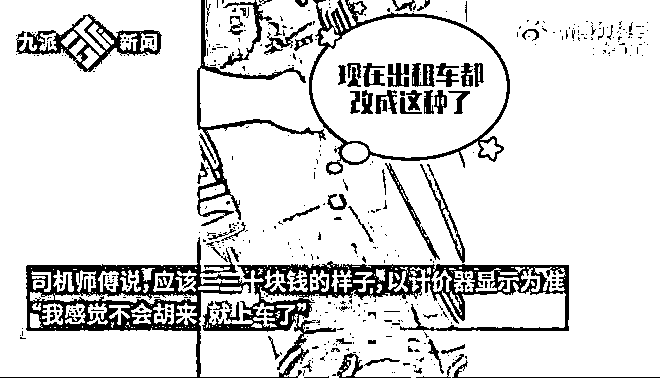 九派新闻
现在出租车都
改成这种了
司机师傅说,"应该二三十块钱的样子,"以计价器显示为准
"我感觉不会胡来,就上车了"